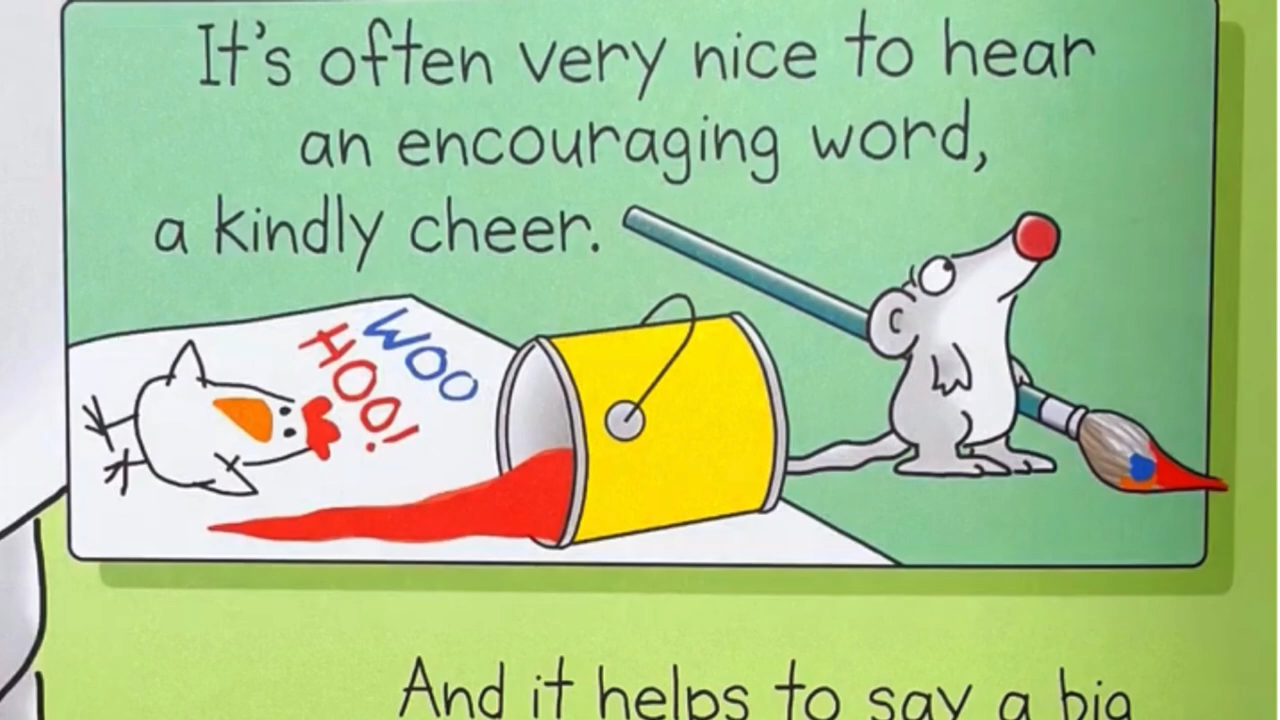 It's often very nice to hear
an encouraging word,
a kindly cheer.
WOO
HOO!
And it helps to say a big